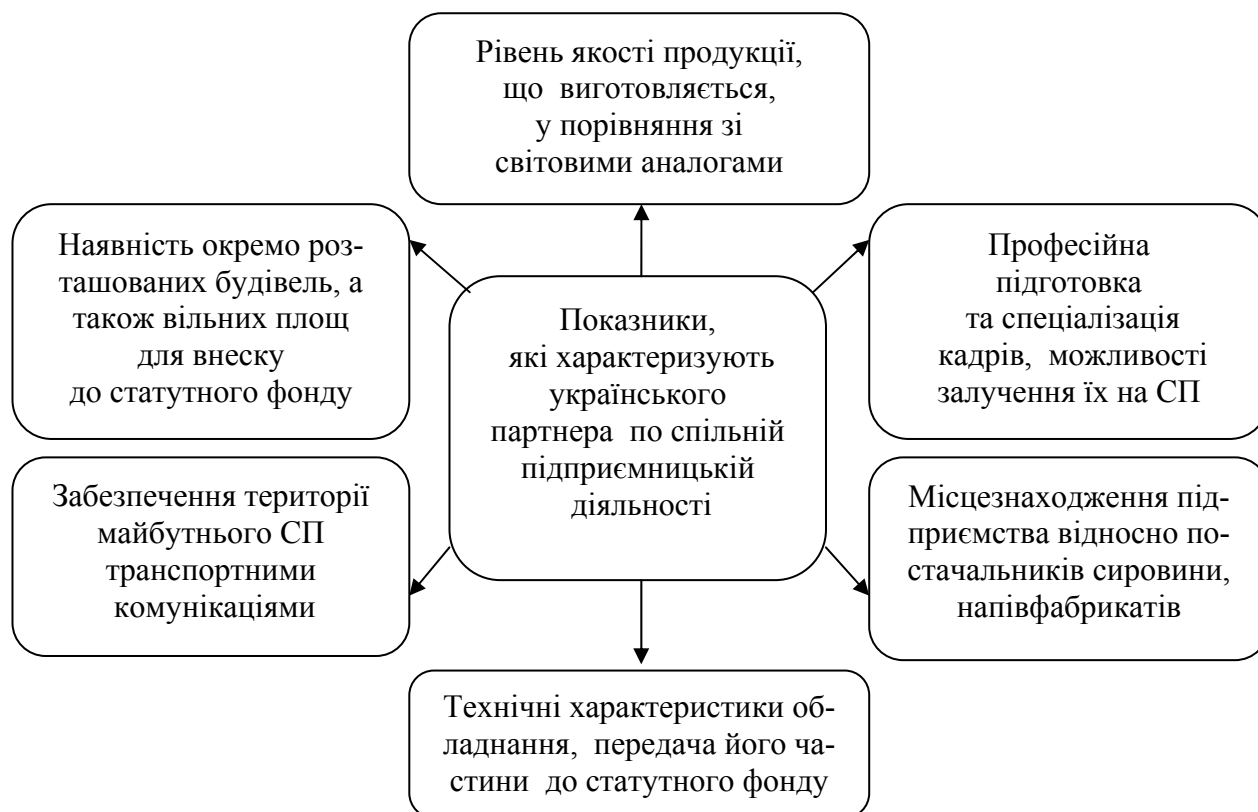 Рівень якості продукції,
що виготовляється,
у порівняння зі
світовими аналогами
Наявність окремо роз-
ташованих будівель, а
також вільних площ
для внеску
до статутного фонду
Показники,
які характеризують
українського
партнера по спільній
підприємницькій
діяльності
Професійна
підготовка
та спеціалізація
кадрів, можливості
залучення їх на СП
Забезпечення території
майбутнього СП
транспортними
комунікаціями
Місцезнаходження під-
приємства відносно по-
стачальників сировини,
напівфабрикатів
Технічні характеристики об-
ладнання, передача його ча-
стини до статутного фонду